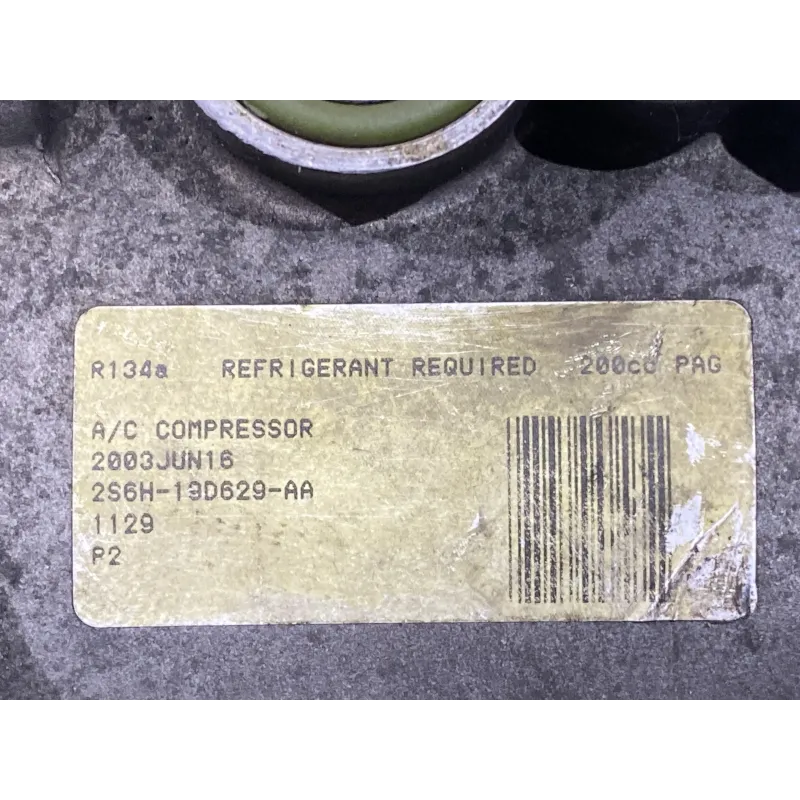 R134a REFRIGERANT REQUIRED 200cc PAG
A/C COMPRESSOR
2003JUN16
2S6H-19D629-AA
1129
P2